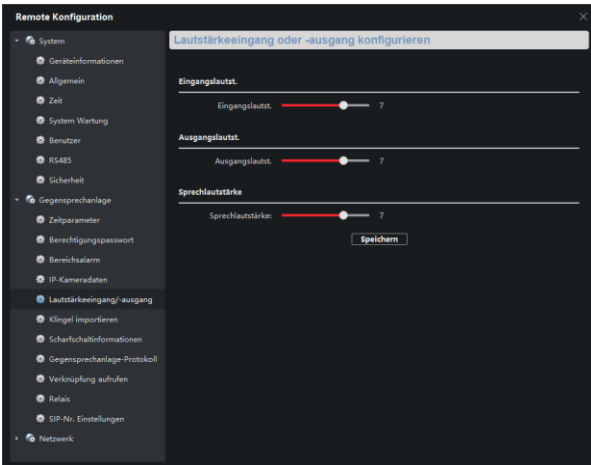 Remote Konfiguration
System
Geräteinformationen
Allgemein
Zeit
System Wartung
Benutzer
RS485
Sicherheit
Gegensprechanlage
Zeitparameter
Berechtigungspasswort
Bereichsalarm
IP-Kameradaten
Lautstärkeeingang/-ausgang
Klingel importieren
Scharfschaltinformationen
Gegensprechanlage-Protokoll
Verknüpfung aufrufen
Relais
SIP-Nr. Einstellungen
Netzwerk
Lautstärkeeingang oder -ausgang konfigurieren
Eingangslautst.
Eingangslautst. 7
Ausgangslautst.
Ausgangslautst. 7
Sprechlautstärke
Sprechlautstärke: 7
Speichern